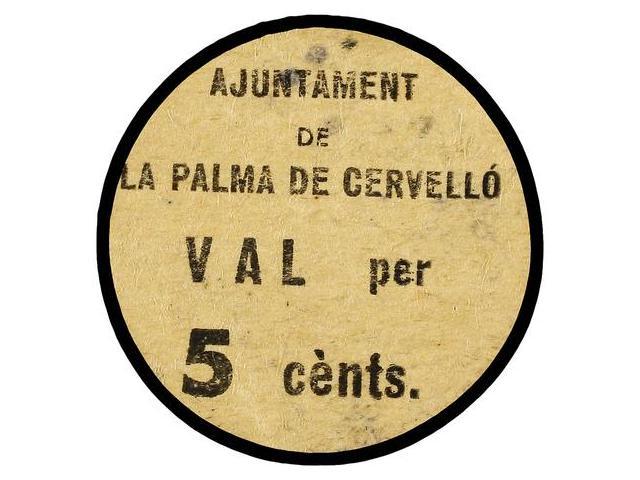 AJUNTAMENT
DE
LA PALMA DE CERVELLÓ
VAL per
5 cènts.